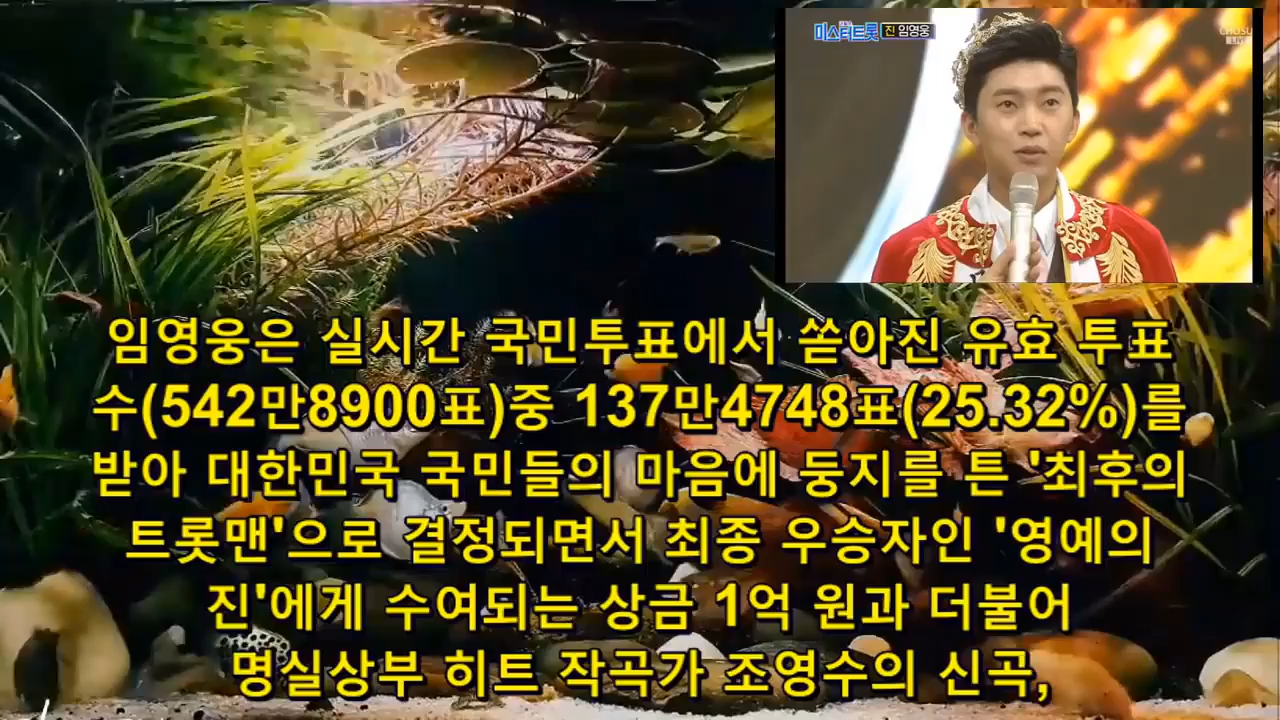 미스터트롯 진 임영웅
CHOSU
LIVE
임영웅은 실시간 국민투표에서 쏟아진 유효 투표
수(542만8900표)중 137만4748표(25.32%)를
받아 대한민국 국민들의 마음에 둥지를 튼 '최후의
트롯맨'으로 결정되면서 최종 우승자인 '영예의
진'에게 수여되는 상금 1억 원과 더불어
명실상부 히트 작곡가 조영수의 신곡,